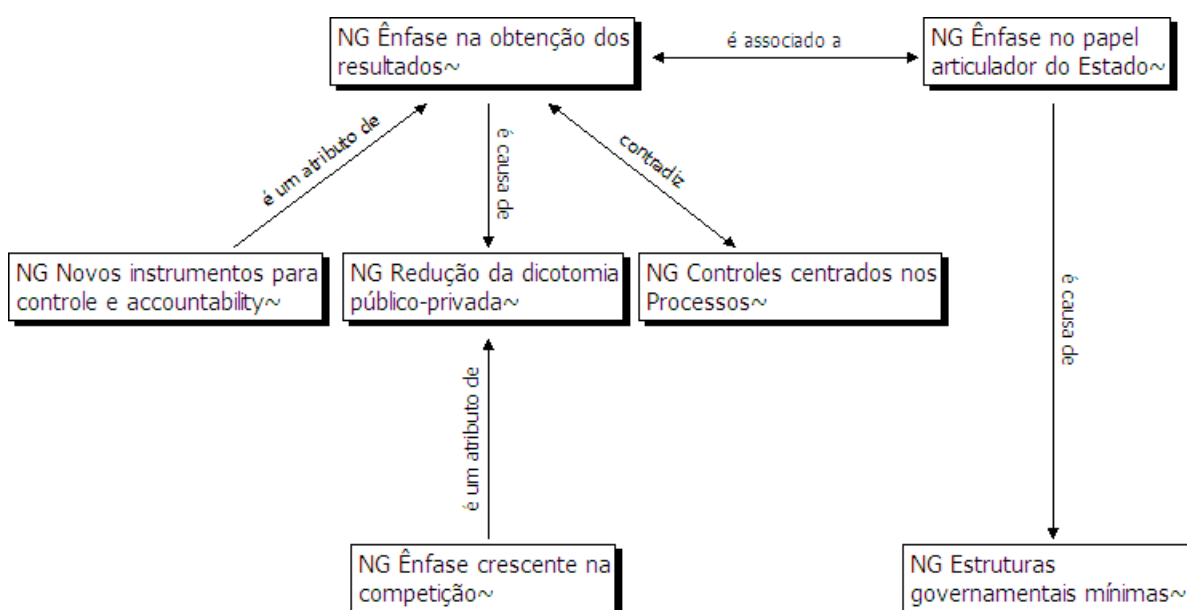 NG Ênfase na obtenção dos
resultados~
é associado a
NG Ênfase no papel
articulador do Estado~
é um atributo de
é causa de
contradiz
NG Novos instrumentos para
controle e accountability~
NG Redução da dicotomia
público-privada~
NG Controles centrados nos
Processos~
é causa de
é um atributo de
NG Ênfase crescente na
competição~
NG Estruturas
governamentais mínimas~